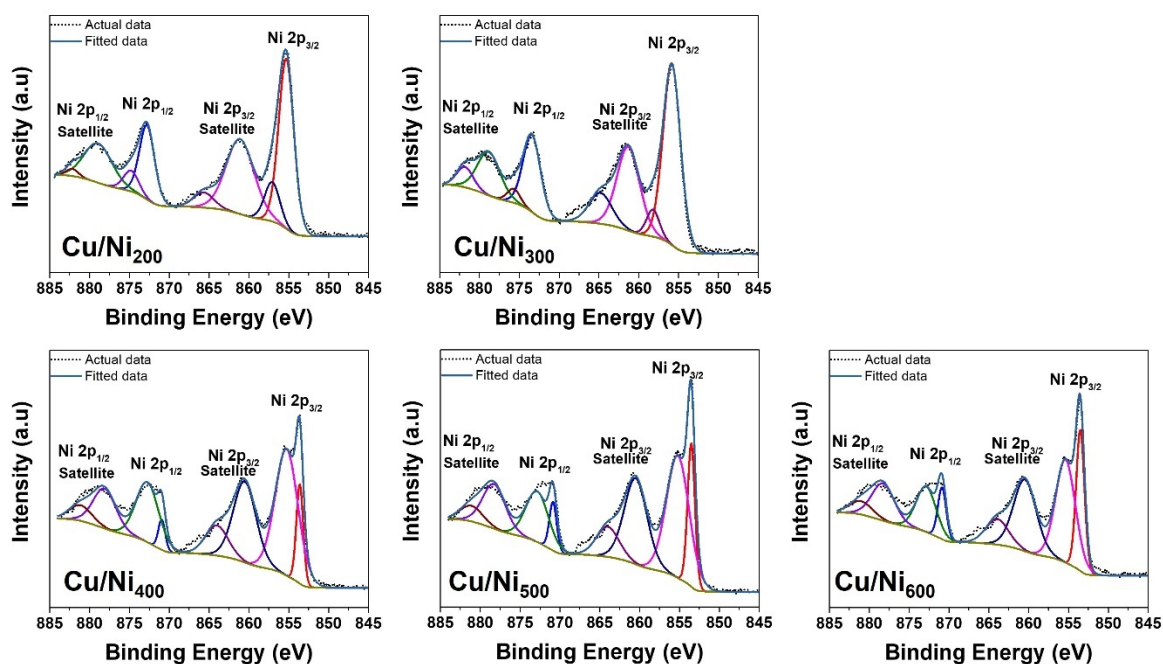 Actual data
Fitted data
Ni 2p3/2
Ni 2p1/2
Satellite
Ni 2p1/2
Ni 2p3/2
Satellite
Intensity (a.u)
Cu/Ni200
885 880 875 870 865 860 855 850 845
Binding Energy (eV)
Actual data
Fitted data
Ni 2p3/2
Ni 2p1/2
Satellite
Ni 2p1/2
Ni 2p3/2
Satellite
Intensity (a.u)
Cu/Ni300
885 880 875 870 865 860 855 850 845
Binding Energy (eV)
Actual data
Fitted data
Ni 2p3/2
Ni 2p1/2
Satellite
Ni 2p1/2
Ni 2p3/2
Satellite
Intensity (a.u)
Cu/Ni400
885 880 875 870 865 860 855 850 845
Binding Energy (eV)
Actual data
Fitted data
Ni 2p3/2
Ni 2p1/2
Satellite
Ni 2p1/2
Ni 2p3/2
Satellite
Intensity (a.u)
Cu/Ni500
885 880 875 870 865 860 855 850 845
Binding Energy (eV)
Actual data
Fitted data
Ni 2p3/2
Ni 2p1/2
Satellite
Ni 2p1/2
Ni 2p3/2
Satellite
Intensity (a.u)
Cu/Ni600
885 880 875 870 865 860 855 850 845
Binding Energy (eV)